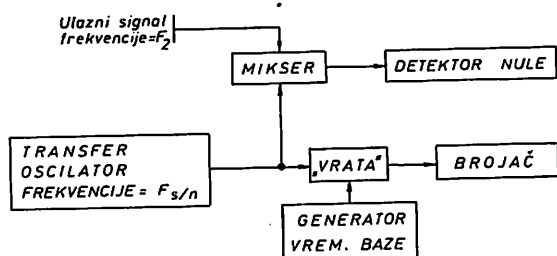 Ulazni signal
frekvencije=F2
MIKSER
DETEKTOR NULE
TRANSFER
OSCILATOR
FREKVENCIJE = Fs/n
„VRATA“
BROJAČ
GENERATOR
VREM. BAZE